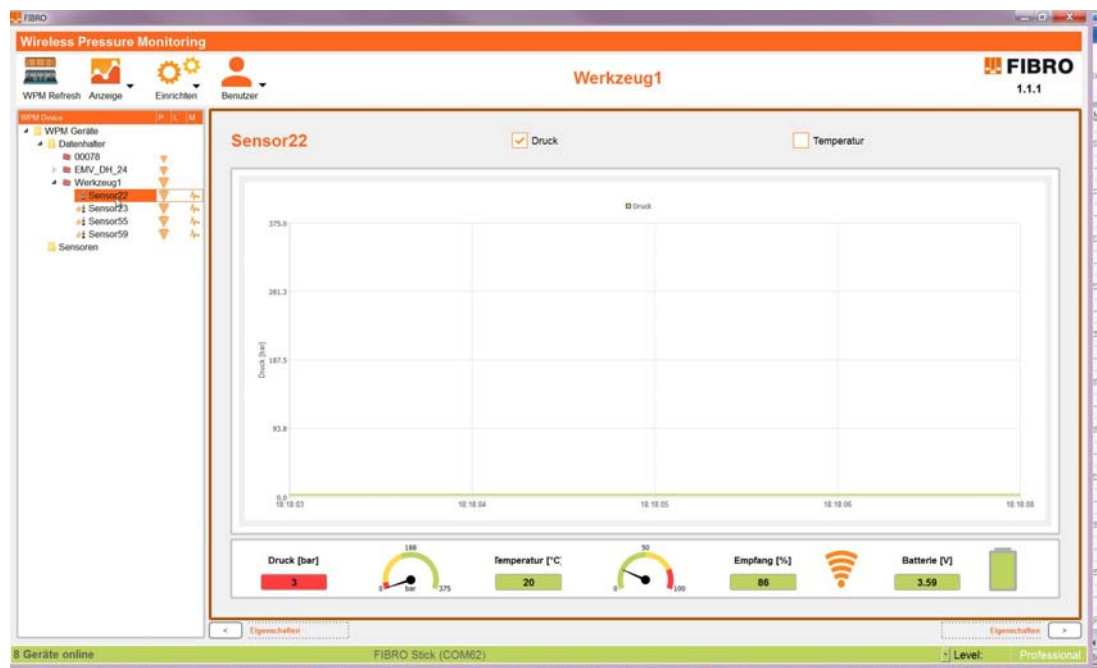 FIBRO
Wireless Pressure Monitoring
WPM Refresh
Anzeige
Einrichten
Benutzer
Werkzeug1
FIBRO
1.1.1
WPM Device P L M
WPM Geräte
Datenhalter
00078
EMV_DH_24
Werkzeug1
Sensor22
Sensor23
Sensor55
Sensor59
Sensoren
Sensor22
Druck
Temperatur
Druck
375.0
281.3
187.5
93.8
0.0
Druck [bar]
18:18:03
18:18:04
18:18:05
18:18:06
18:18:08
Druck [bar]
3
188
0
bar
375
Temperatur [°C]
20
50
0
100
Empfang [%]
86
Batterie [V]
3.59
<
Eigenschaften
Eigenschaften
>
8 Geräte online
FIBRO Stick (COM62)
Level:
Professional